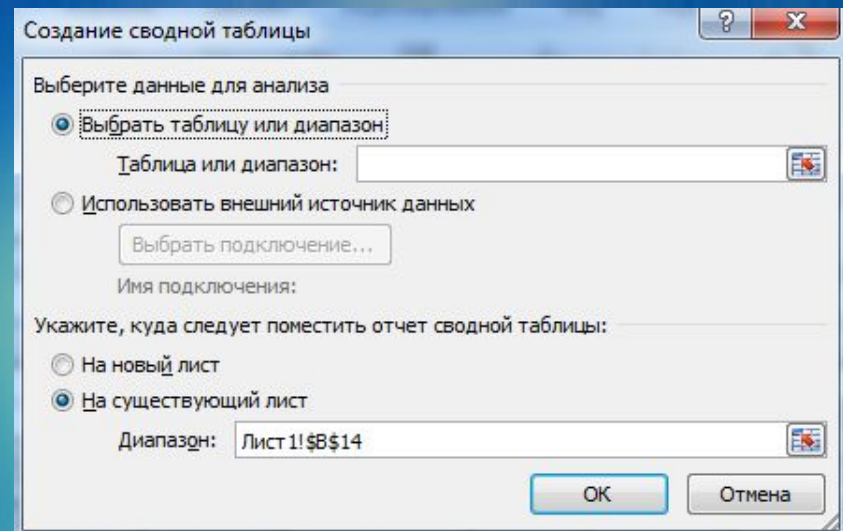 Создание сводной таблицы
Выберите данные для анализа
Выбрать таблицу или диапазон
Таблица или диапазон:
Использовать внешний источник данных
Выбрать подключение...
Имя подключения:
Укажите, куда следует поместить отчет сводной таблицы:
На новый лист
На существующий лист
Диапазон: Лист1!$B$14
ОК Отмена